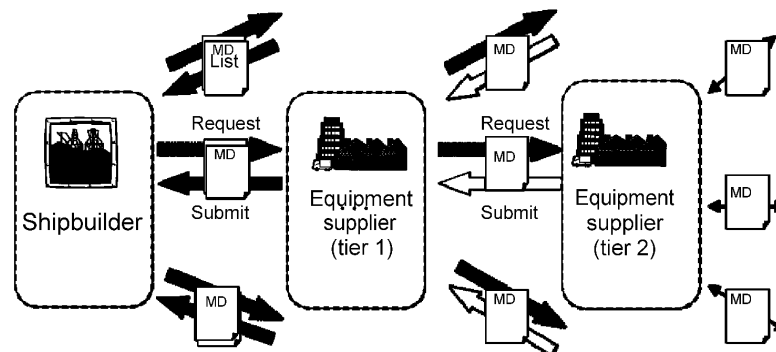 MD
List
MD
MD
Request
MD
Submit
Request
MD
Submit
MD
Shipbuilder
Equipment
supplier
(tier 1)
Equipment
supplier
(tier 2)
MD
MD
MD